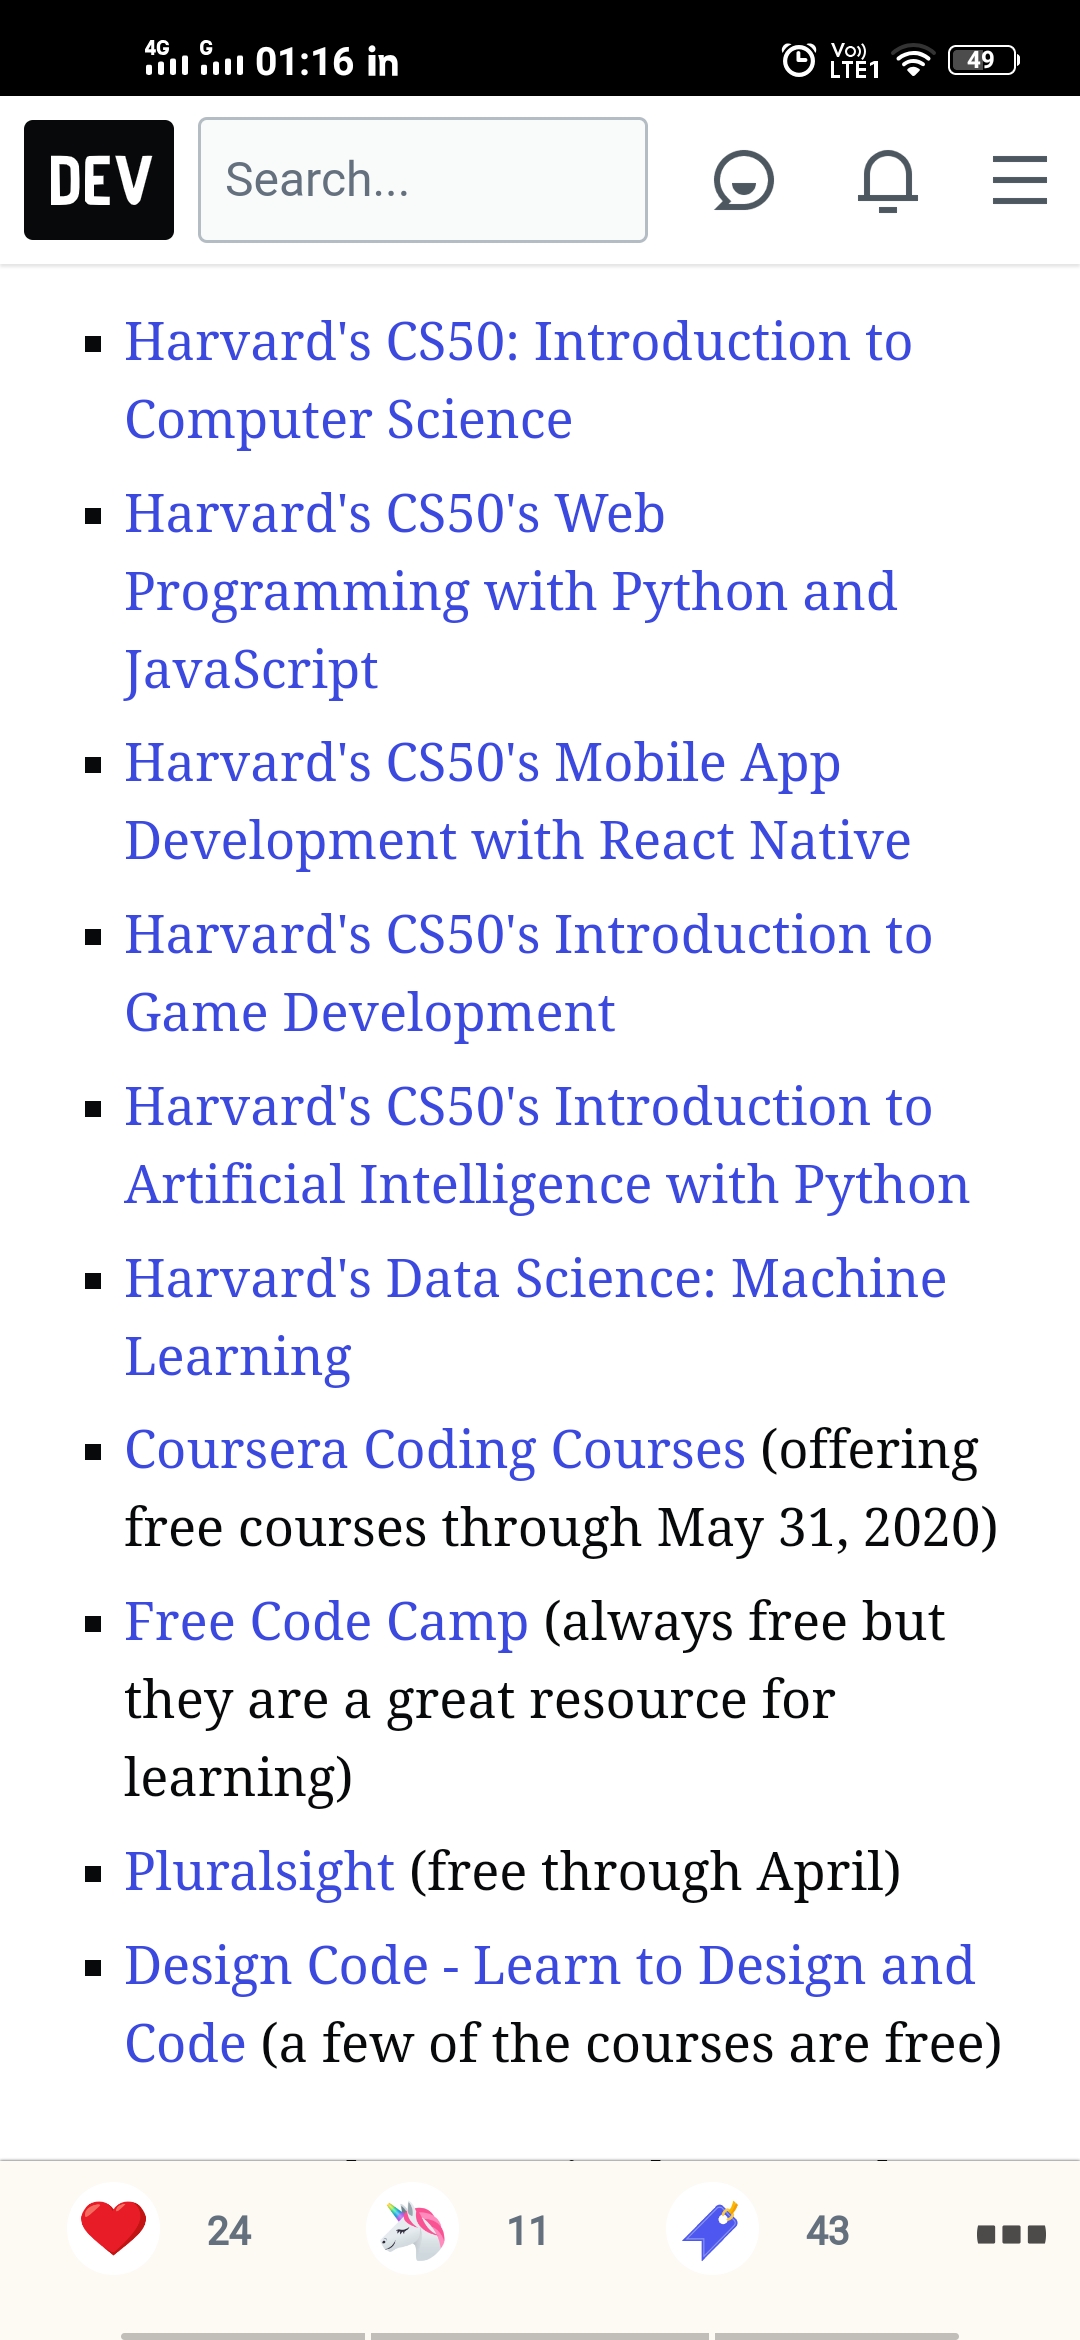 4G G 01:16 in Vo)) LTE1 49
DEV Search...
Harvard's CS50: Introduction to
Computer Science
Harvard's CS50's Web
Programming with Python and
JavaScript
Harvard's CS50's Mobile App
Development with React Native
Harvard's CS50's Introduction to
Game Development
Harvard's CS50's Introduction to
Artificial Intelligence with Python
Harvard's Data Science: Machine
Learning
Coursera Coding Courses (offering
free courses through May 31, 2020)
Free Code Camp (always free but
they are a great resource for
learning)
Pluralsight (free through April)
Design Code - Learn to Design and
Code (a few of the courses are free)
24 11 43